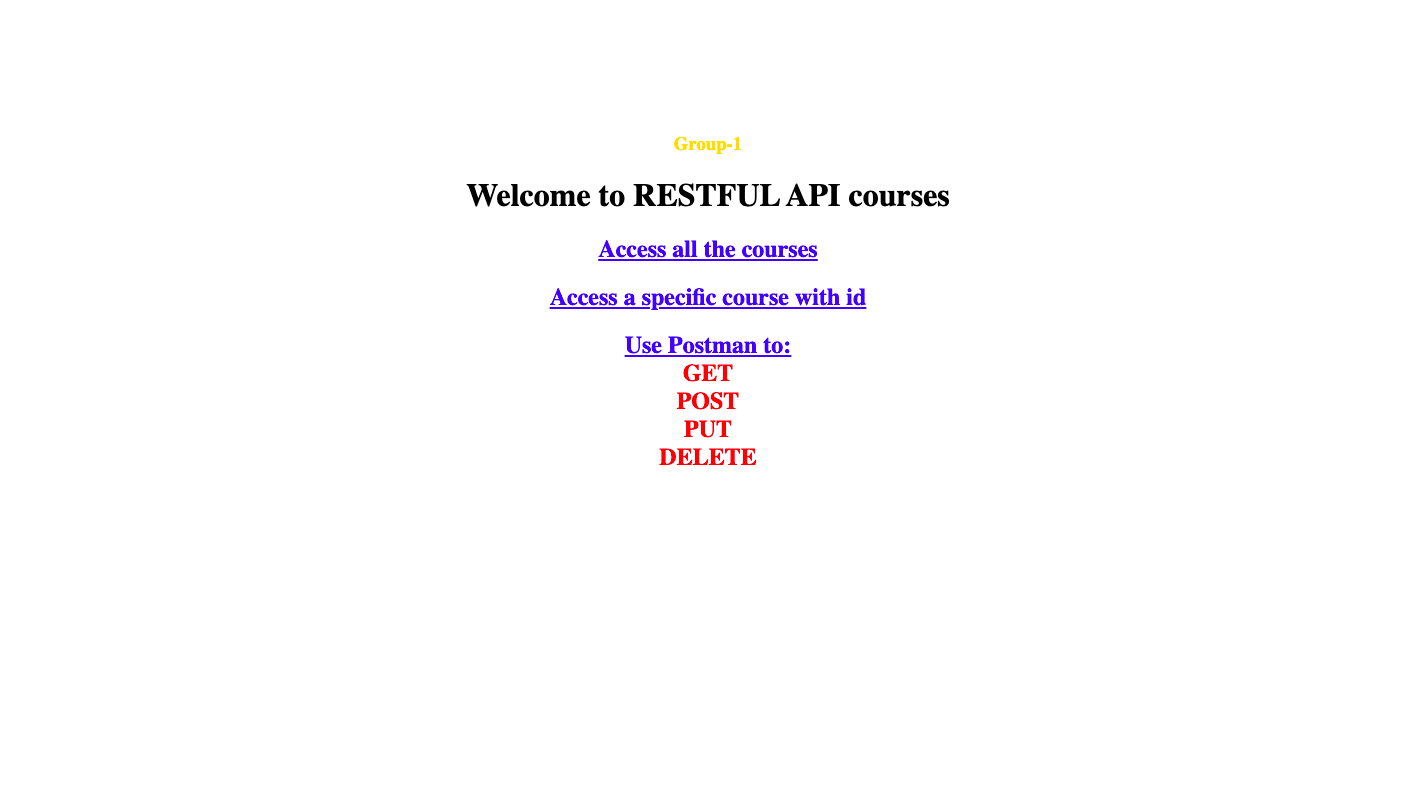 Group-1
Welcome to RESTFUL API courses
Access all the courses
Access a specific course with id
Use Postman to:
GET
POST
PUT
DELETE